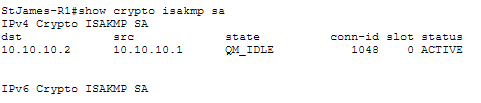 StJames-R1#show crypto isakmp sa
IPv4 Crypto ISAKMP SA
dst src state conn-id slot status
10.10.10.2 10.10.10.1 QM_IDLE 1048 0 ACTIVE
IPv6 Crypto ISAKMP SA